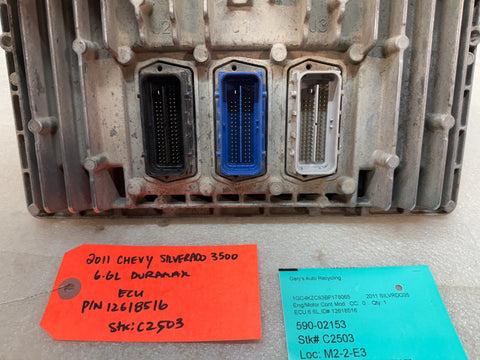 J2 J1 J3
2011 CHEVY SILVERADO 3500
6.6L DURAMAX
ECU
P/N 12618516
Stk: C2503
Gary's Auto Recycling
2011 SILVRDO35
Eng/Motor Cont Mod CC: 0 Qty: 1
ECU 6.6L,ID# 12618516
590-02153
Stk# C2503
Loc: M2-2-E3